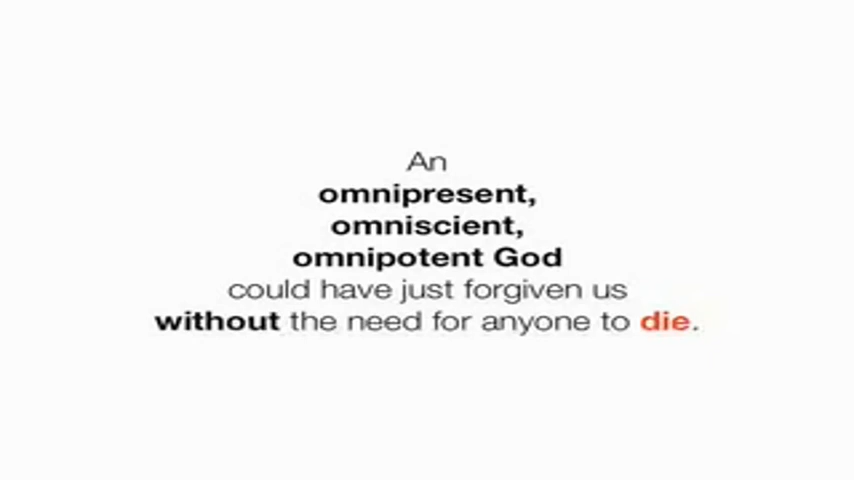 An
omnipresent,
omniscient,
omnipotent God
could have just forgiven us
without the need for anyone to die.